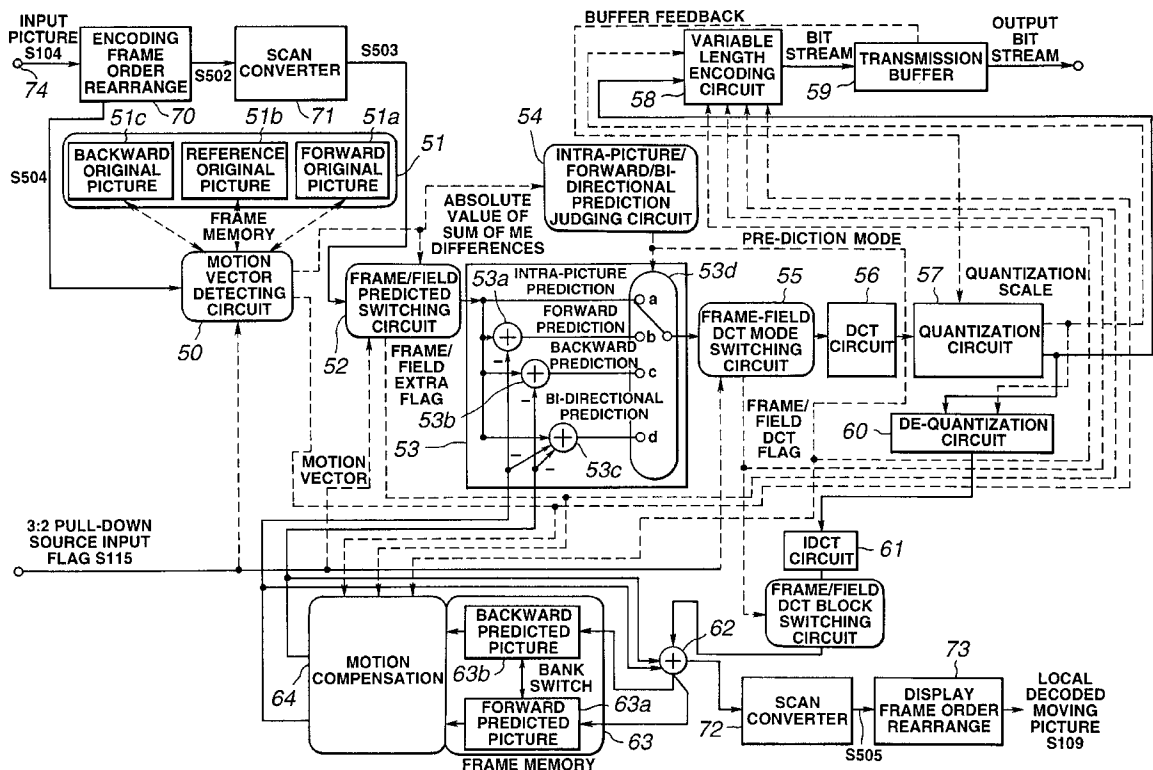 INPUT
PICTURE
S104
74
ENCODING
FRAME
ORDER
REARRANGE
70
S502
SCAN
CONVERTER
71
S503
S504
51c
51b
51a
51
BACKWARD
ORIGINAL
PICTURE
REFERENCE
ORIGINAL
PICTURE
FORWARD
ORIGINAL
PICTURE
FRAME
MEMORY
MOTION
VECTOR
DETECTING
CIRCUIT
50
ABSOLUTE
VALUE OF
SUM OF ME
DIFFERENCES
FRAME/FIELD
PREDICTED
SWITCHING
CIRCUIT
52
FRAME/
FIELD
EXTRA
FLAG
MOTION
VECTOR
54
INTRA-PICTURE/
FORWARD/BI-
DIRECTIONAL
PREDICTION
JUDGING CIRCUIT
PRE-DICTION MODE
BUFFER FEEDBACK
VARIABLE
LENGTH
ENCODING
CIRCUIT
58
BIT
STREAM
TRANSMISSION
BUFFER
59
OUTPUT
BIT
STREAM
53a
INTRA-PICTURE
PREDICTION
53d
a
FORWARD
PREDICTION
b
BACKWARD
PREDICTION
c
53b
BI-DIRECTIONAL
PREDICTION
d
53
53c
−
−
−
−
55
FRAME-FIELD
DCT MODE
SWITCHING
CIRCUIT
56
DCT
CIRCUIT
57
QUANTIZATION
CIRCUIT
QUANTIZATION
SCALE
FRAME/
FIELD
DCT
FLAG
60
DE-QUANTIZATION
CIRCUIT
IDCT
CIRCUIT
61
FRAME/FIELD
DCT BLOCK
SWITCHING
CIRCUIT
3:2 PULL-DOWN
SOURCE INPUT
FLAG S115
MOTION
COMPENSATION
64
BACKWARD
PREDICTED
PICTURE
63b
BANK
SWITCH
63a
FORWARD
PREDICTED
PICTURE
63
FRAME MEMORY
62
SCAN
CONVERTER
72
S505
73
DISPLAY
FRAME ORDER
REARRANGE
LOCAL
DECODED
MOVING
PICTURE
S109